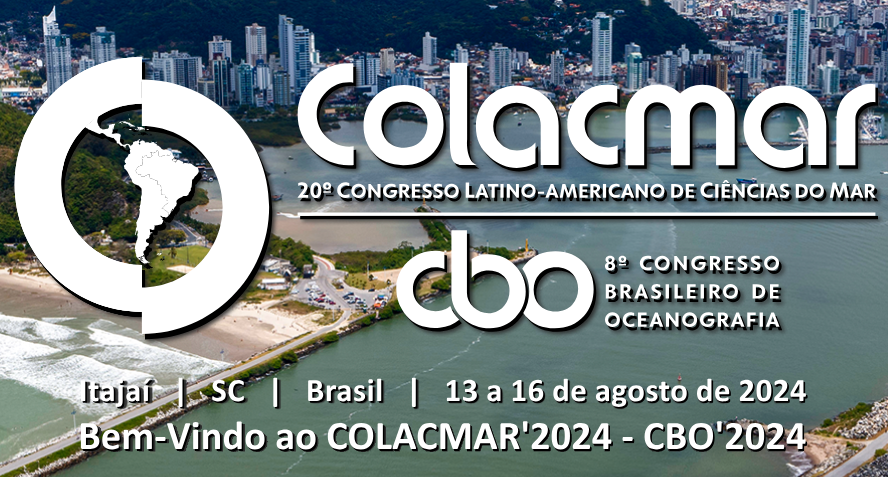 Colacmar
20º Congresso Latino-americano de Ciências do Mar
cbo
8º CONGRESSO
BRASILEIRO DE
OCEANOGRAFIA
Itajaí | SC | Brasil | 13 a 16 de agosto de 2024
Bem-Vindo ao COLACMAR'2024 - CBO'2024